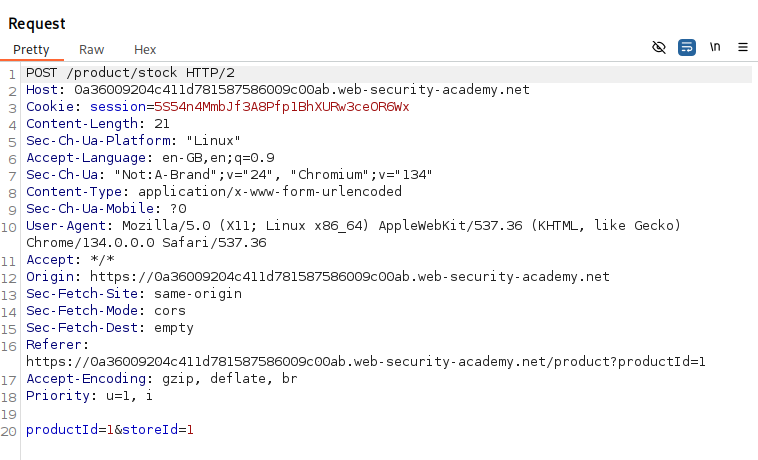 Request
Pretty Raw Hex \n
1 POST /product/stock HTTP/2
2 Host: 0a36009204c411d781587586009c00ab.web-security-academy.net
3 Cookie: session=5S54n4MmbJf3A8Pfp1BhXURw3ceOR6Wx
4 Content-Length: 21
5 Sec-Ch-Ua-Platform: "Linux"
6 Accept-Language: en-GB,en;q=0.9
7 Sec-Ch-Ua: "Not:A-Brand";v="24", "Chromium";v="134"
8 Content-Type: application/x-www-form-urlencoded
9 Sec-Ch-Ua-Mobile: ?0
10 User-Agent: Mozilla/5.0 (X11; Linux x86_64) AppleWebKit/537.36 (KHTML, like Gecko)
Chrome/134.0.0.0 Safari/537.36
11 Accept: */*
12 Origin: https://0a36009204c411d781587586009c00ab.web-security-academy.net
13 Sec-Fetch-Site: same-origin
14 Sec-Fetch-Mode: cors
15 Sec-Fetch-Dest: empty
16 Referer:
https://0a36009204c411d781587586009c00ab.web-security-academy.net/product?productId=1
17 Accept-Encoding: gzip, deflate, br
18 Priority: u=1, i
19
20 productId=1&storeId=1